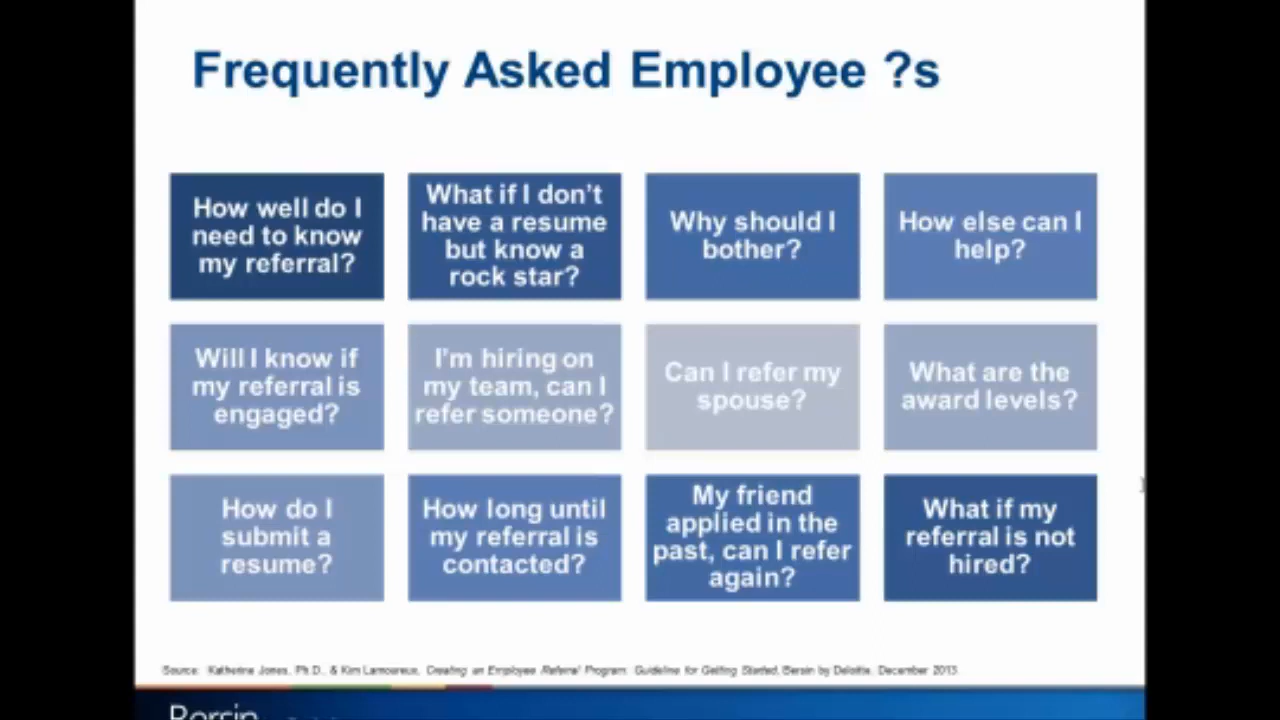 Frequently Asked Employee ?s
How well do I
need to know
my referral?
What if I don't
have a resume
but know a
rock star?
Why should I
bother?
How else can I
help?
Will I know if
my referral is
engaged?
I'm hiring on
my team, can I
refer someone?
Can I refer my
spouse?
What are the
award levels?
How do I
submit a
resume?
How long until
my referral is
contacted?
My friend
applied in the
past, can I refer
again?
What if my
referral is not
hired?
Source: Katherine Jones, Ph.D., & Kim Lamoureux, Creating an Employee Referral Program: Guideline for Getting Started, Bersin by Deloitte, December 2013
Bersin